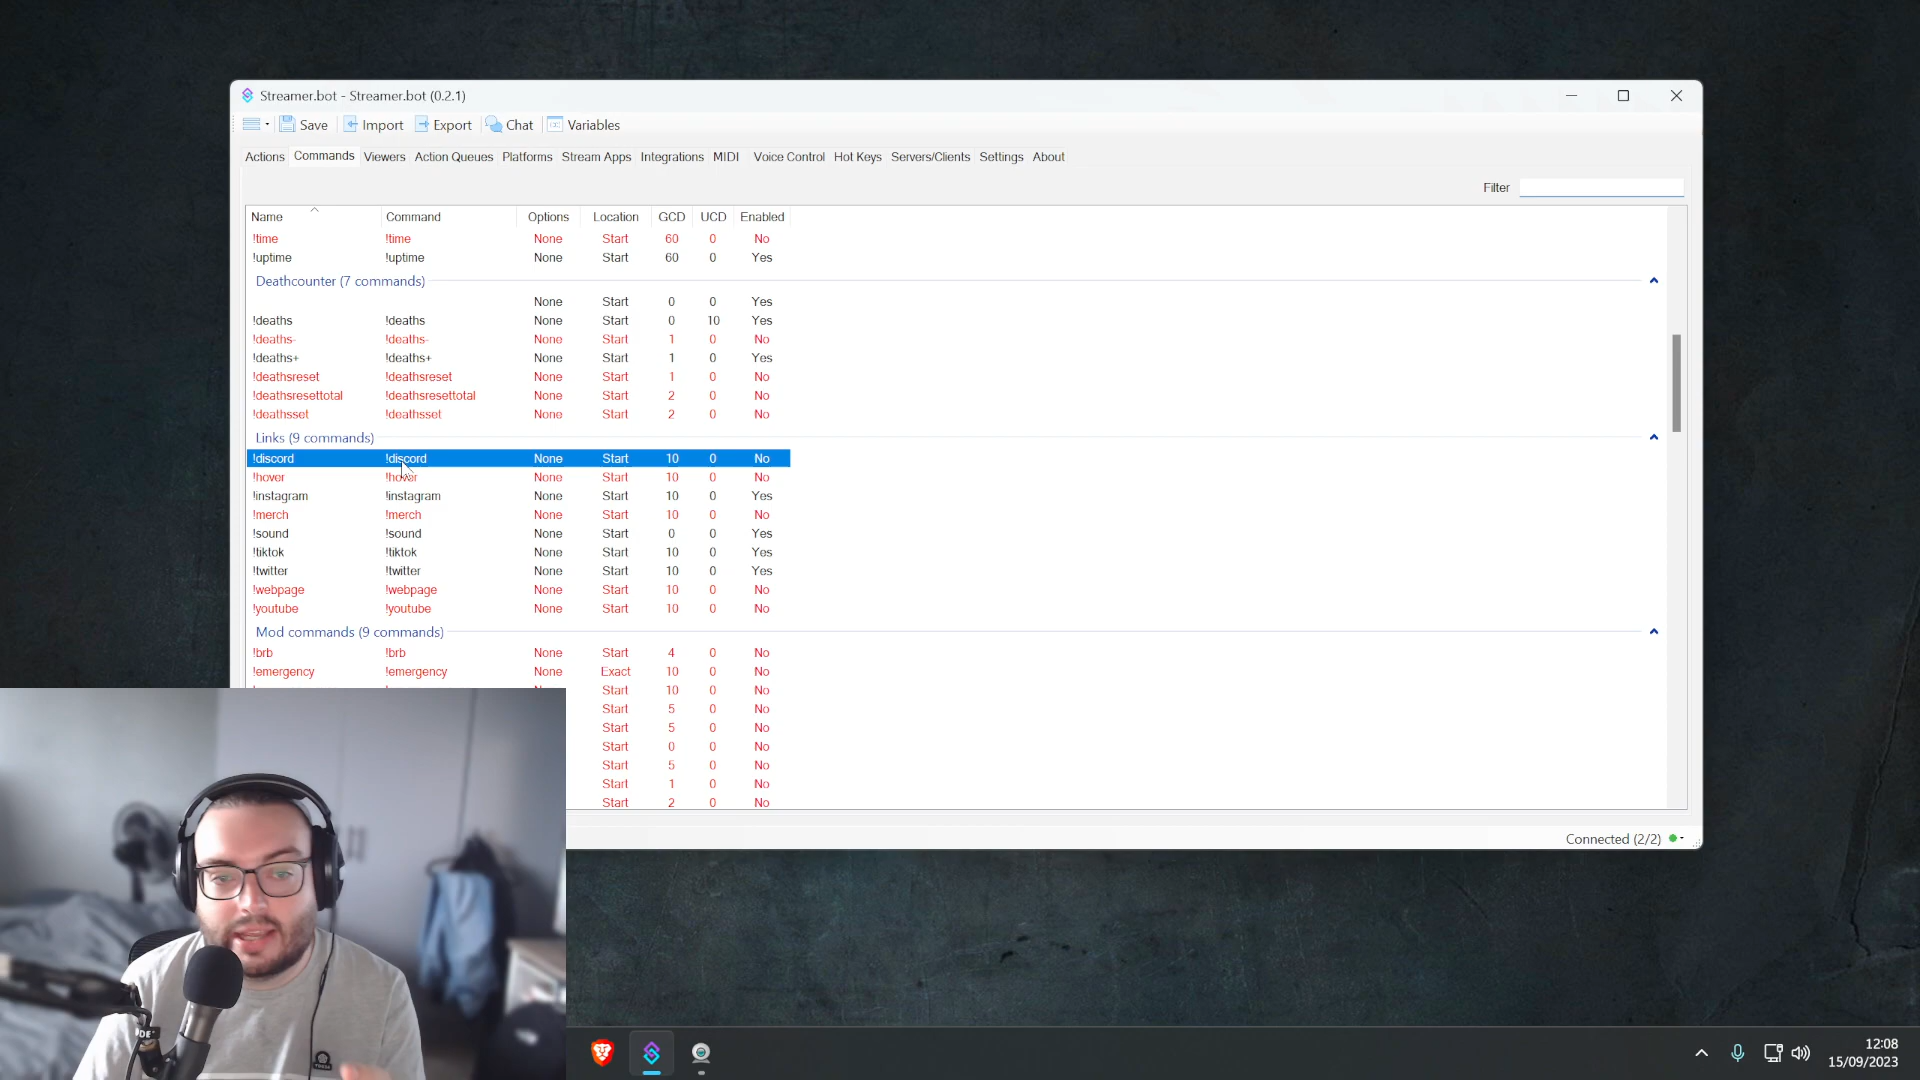 Streamer.bot - Streamer.bot (0.2.1)
Save Import Export Chat Variables
Actions Commands Viewers Action Queues Platforms Stream Apps Integrations MIDI Voice Control Hot Keys Servers/Clients Settings About
Filter
Name Command Options Location GCD UCD Enabled
!time !time None Start 60 0 No
!uptime !uptime None Start 60 0 Yes
Deathcounter (7 commands)
None Start 0 0 Yes
!deaths !deaths None Start 0 10 Yes
!deaths- !deaths- None Start 1 0 No
!deaths+ !deaths+ None Start 1 0 Yes
!deathsreset !deathsreset None Start 1 0 No
!deathsresettotal !deathsresettotal None Start 2 0 No
!deathsset !deathsset None Start 2 0 No
Links (9 commands)
!discord !discord None Start 10 0 No
!hover !hover None Start 10 0 No
!instagram !instagram None Start 10 0 Yes
!merch !merch None Start 10 0 No
!sound !sound None Start 0 0 Yes
!tiktok !tiktok None Start 10 0 Yes
!twitter !twitter None Start 10 0 Yes
!webpage !webpage None Start 10 0 No
!youtube !youtube None Start 10 0 No
Mod commands (9 commands)
!brb !brb None Start 4 0 No
!emergency !emergency None Exact 10 0 No
Start 10 0 No
Start 5 0 No
Start 5 0 No
Start 0 0 No
Start 5 0 No
Start 1 0 No
Start 2 0 No
Connected (2/2)
12:08
15/09/2023